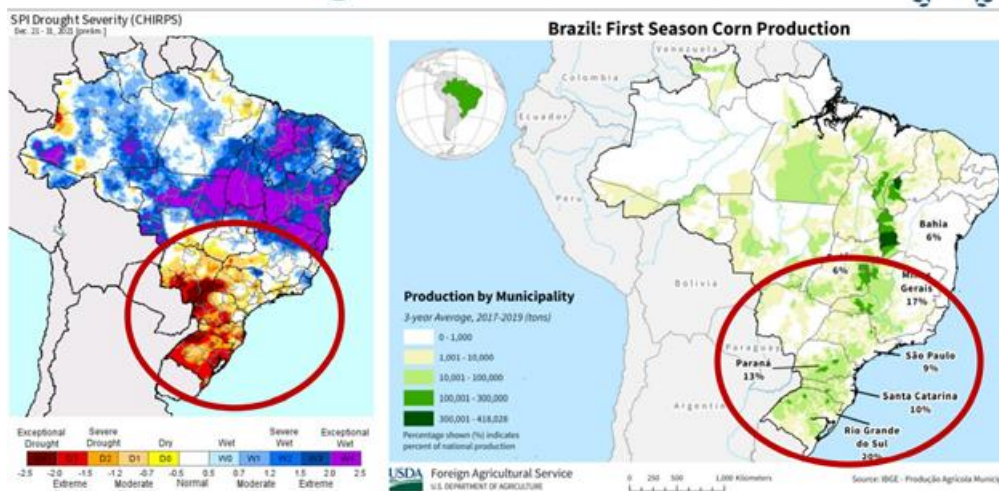 SPI Drought Severity (CHIRPS)
Dec. 21 - 31, 2021 [prelim.]
Exceptional Drought
Severe Drought
Dry
Wet
Severe Wet
Exceptional Wet
D3
D2
D1
D0
W0
W1
W2
W3
-2.5
-2.0
-1.5
-1.2
-0.7
-0.5
0.5
0.7
1.2
1.5
2.0
2.5
Extreme
Moderate
Normal
Moderate
Extreme
Brazil: First Season Corn Production
Venezuela
Colombia
Ecuador
Peru
Bolivia
Paraguay
Argentin
Bahia
6%
6%
Minas
Gerais
17%
São Paulo
9%
Paraná
13%
Santa Catarina
10%
Rio Grande
do Sul
20%
Production by Municipality
3-year Average, 2017-2019 (tons)
0 - 1,000
1,001 - 10,000
10,001 - 100,000
100,001 - 300,000
300,001 - 418,028
Percentage shown (%) indicates
percent of national production
USDA
Foreign Agricultural Service
U.S. DEPARTMENT OF AGRICULTURE
0 250 500 1,000 Kilometers
Source: IBGE - Produção Agrícola Munici